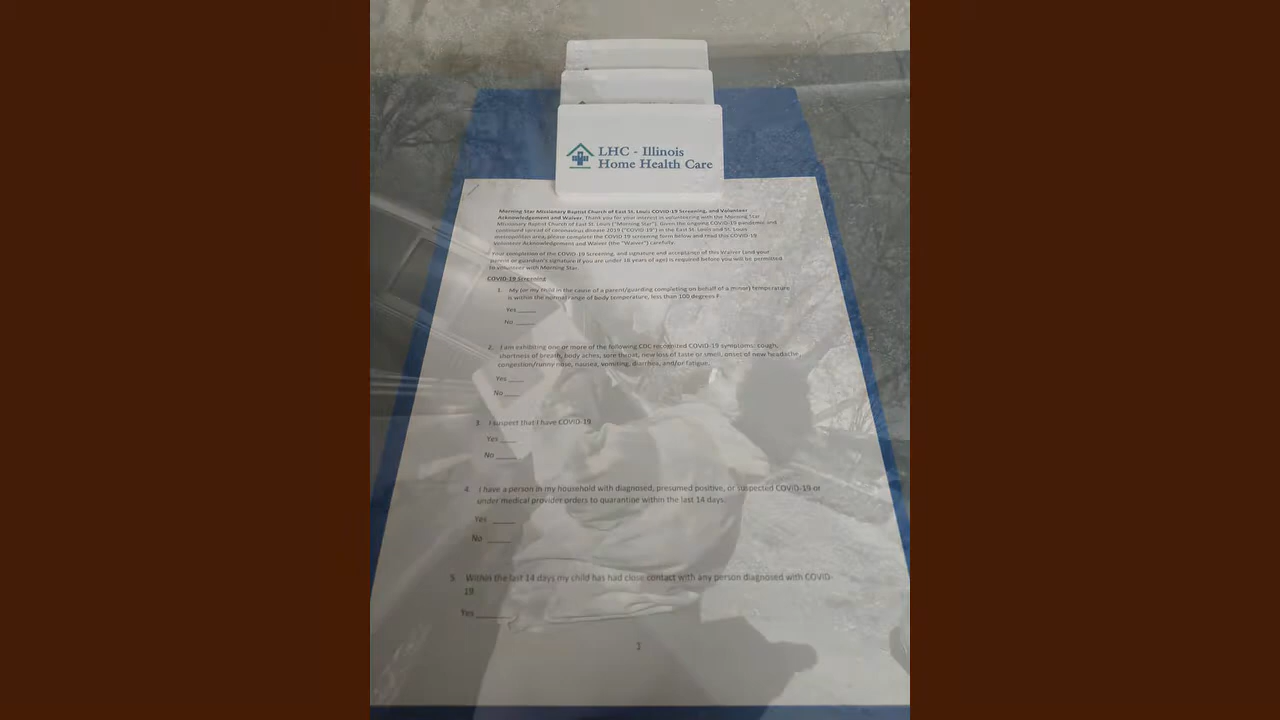 LHC - Illinois
Home Health Care
Morning Star Missionary Baptist Church of East St. Louis COVID-19 Screening, and Volunteer
Acknowledgement and Waiver. Thank you for your interest in volunteering with the Morning Star
Missionary Baptist Church of East St. Louis ("Morning Star"). Given the ongoing COVID-19 pandemic and
continued spread of coronavirus disease 2019 ("COVID-19") in the East St. Louis and St. Louis
metropolitan area, please complete the COVID-19 screening form below and read this COVID-19
Volunteer Acknowledgement and Waiver (the "Waiver") carefully.
Your completion of the COVID-19 Screening, and signature and acceptance of this Waiver (and your
parent or guardian's signature if you are under 18 years of age) is required before you will be permitted
to volunteer with Morning Star.
COVID-19 Screening
1. My (or my child in the cause of a parent/guarding completing on behalf of a minor) temperature
is within the normal range of body temperature, less than 100 degrees F.
Yes ____
No ____
2. I am exhibiting one or more of the following CDC recognized COVID-19 symptoms: cough,
shortness of breath, body aches, sore throat, new loss of taste or smell, onset of new headache,
congestion/runny nose, nausea, vomiting, diarrhea, and/or fatigue.
Yes ____
No ____
3. I suspect that I have COVID-19
Yes ____
No ____
4. I have a person in my household with diagnosed, presumed positive, or suspected COVID-19 or
under medical provider orders to quarantine within the last 14 days.
Yes ____
No ____
5. Within the last 14 days my child has had close contact with any person diagnosed with COVID-
19
Yes ____
1